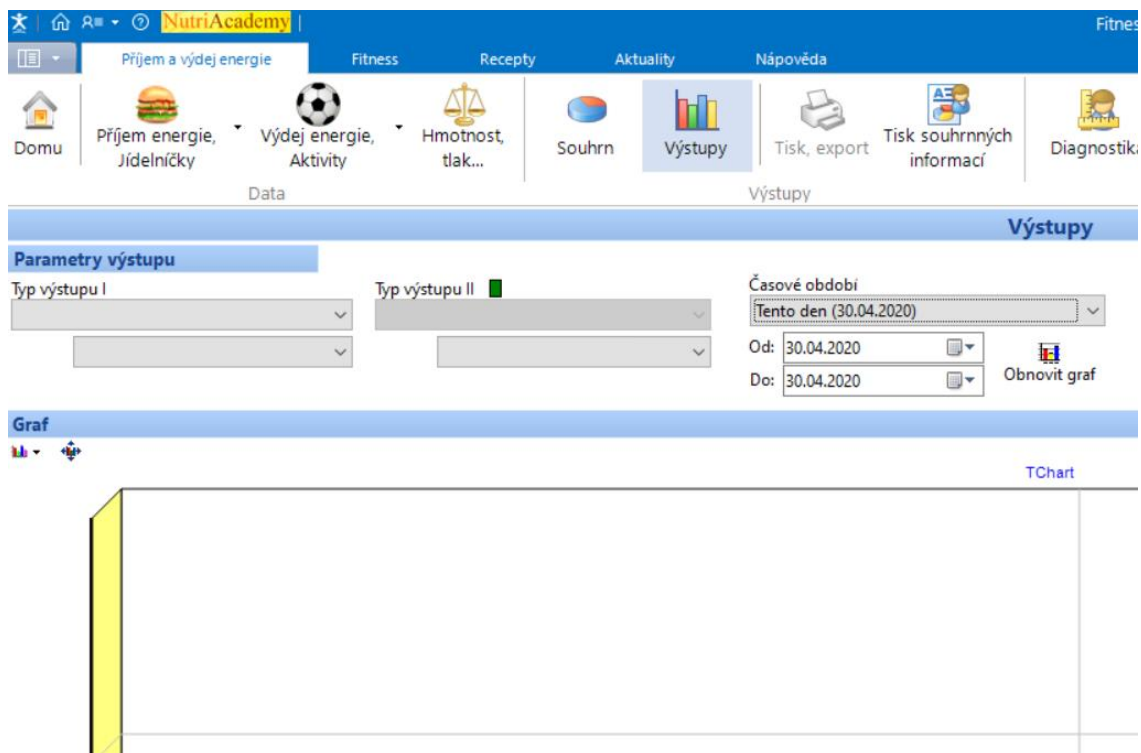 NutriAcademy
Fitnes
Příjem a výdej energie
Fitness
Recepty
Aktuality
Nápověda
Domu
Příjem energie,
Jídelníčky
Výdej energie,
Aktivity
Hmotnost,
tlak...
Souhrn
Výstupy
Tisk, export
Tisk souhrnných
informací
Diagnostika
Data
Výstupy
Výstupy
Parametry výstupu
Typ výstupu I
Typ výstupu II
Časové období
Tento den (30.04.2020)
Od: 30.04.2020
Do: 30.04.2020
Obnovit graf
Graf
TChart